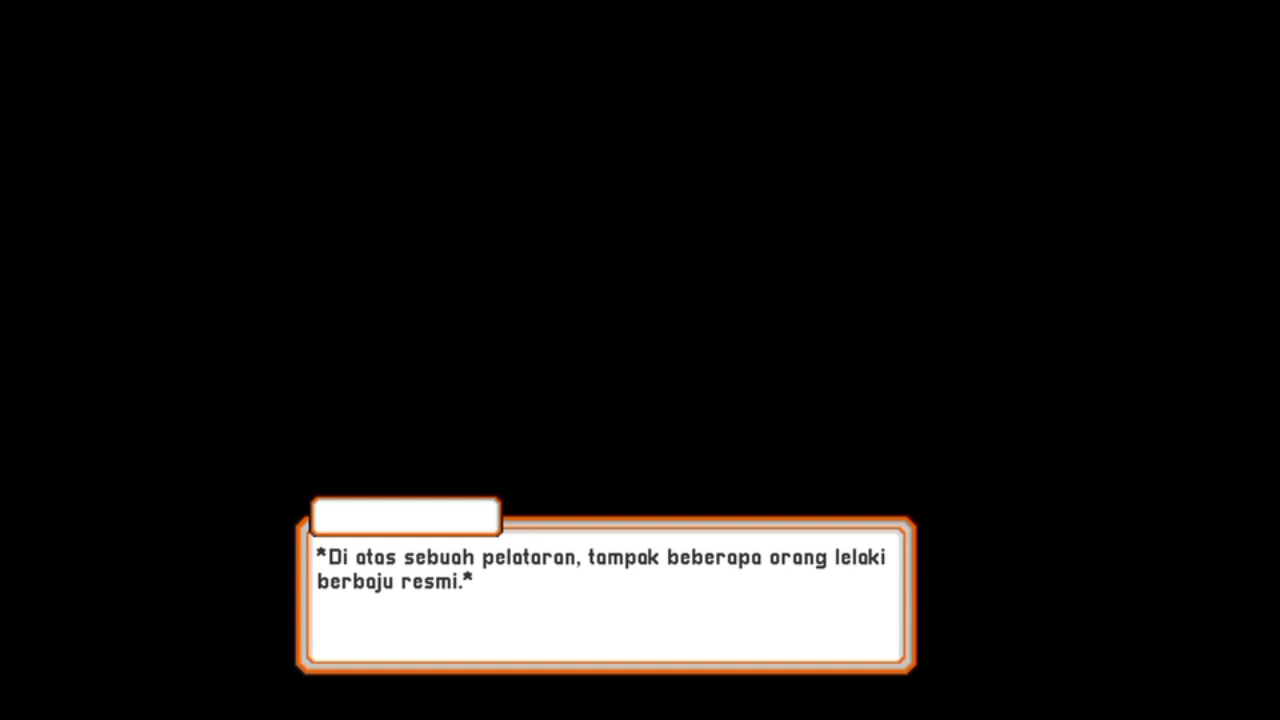 *Di atas sebuah pelataran, tampak beberapa orang lelaki
berbaju resmi.*